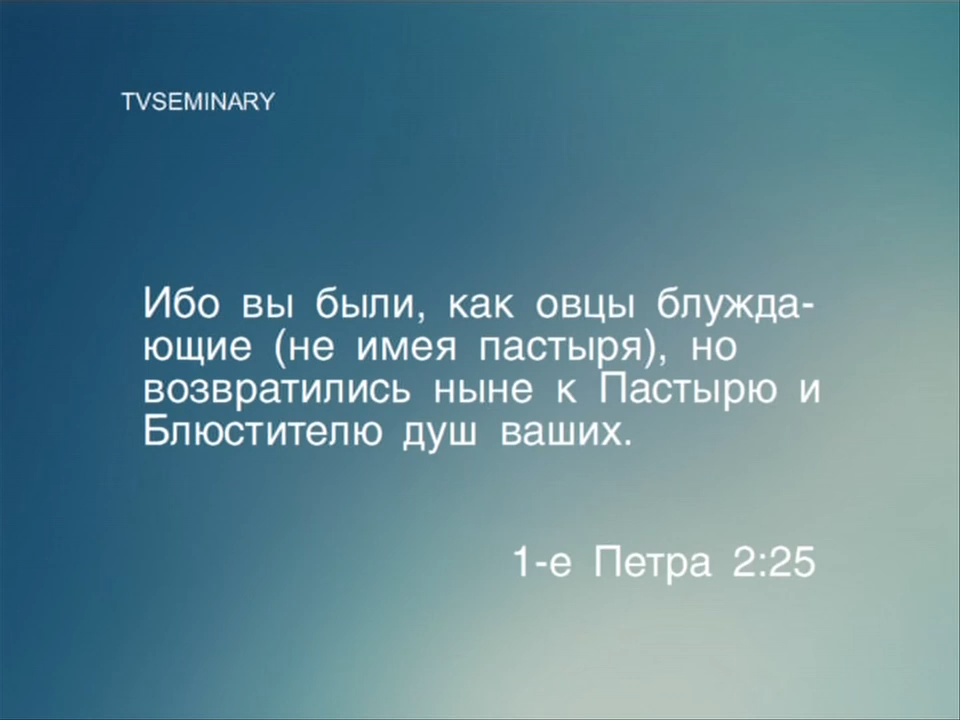 TVSEMINARY
Ибо вы были, как овцы блужда-
ющие (не имея пастыря), но
возвратились ныне к Пастырю и
Блюстителю душ ваших.
1-е Петра 2:25